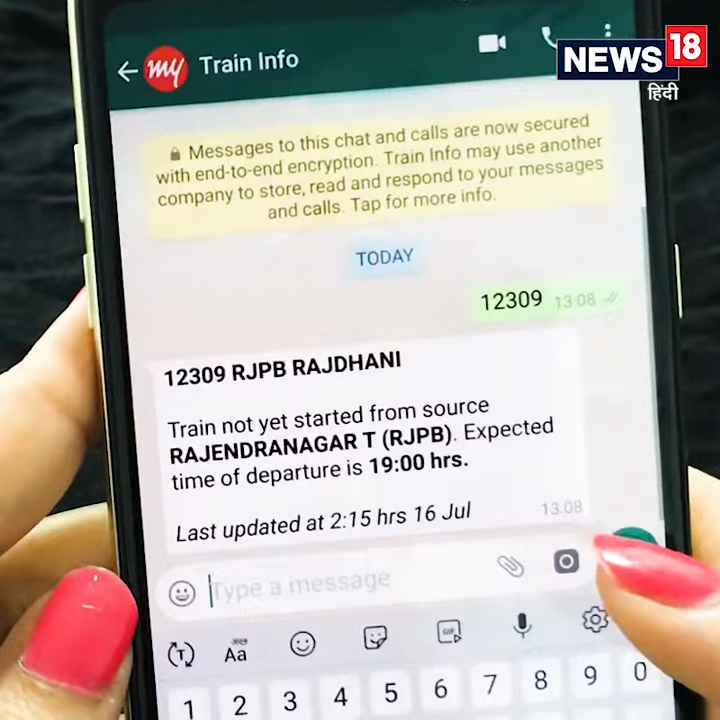 NEWS 18
हिंदी
my Train Info
Messages to this chat and calls are now secured
with end-to-end encryption. Train Info may use another
company to store, read and respond to your messages
and calls. Tap for more info.
TODAY
12309 13:08
12309 RJPB RAJDHANI
Train not yet started from source
RAJENDRANAGAR T (RJPB). Expected
time of departure is 19:00 hrs.
Last updated at 2:15 hrs 16 Jul
13:08
Type a message
T Aa GIF
1 2 3 4 5 6 7 8 9 0